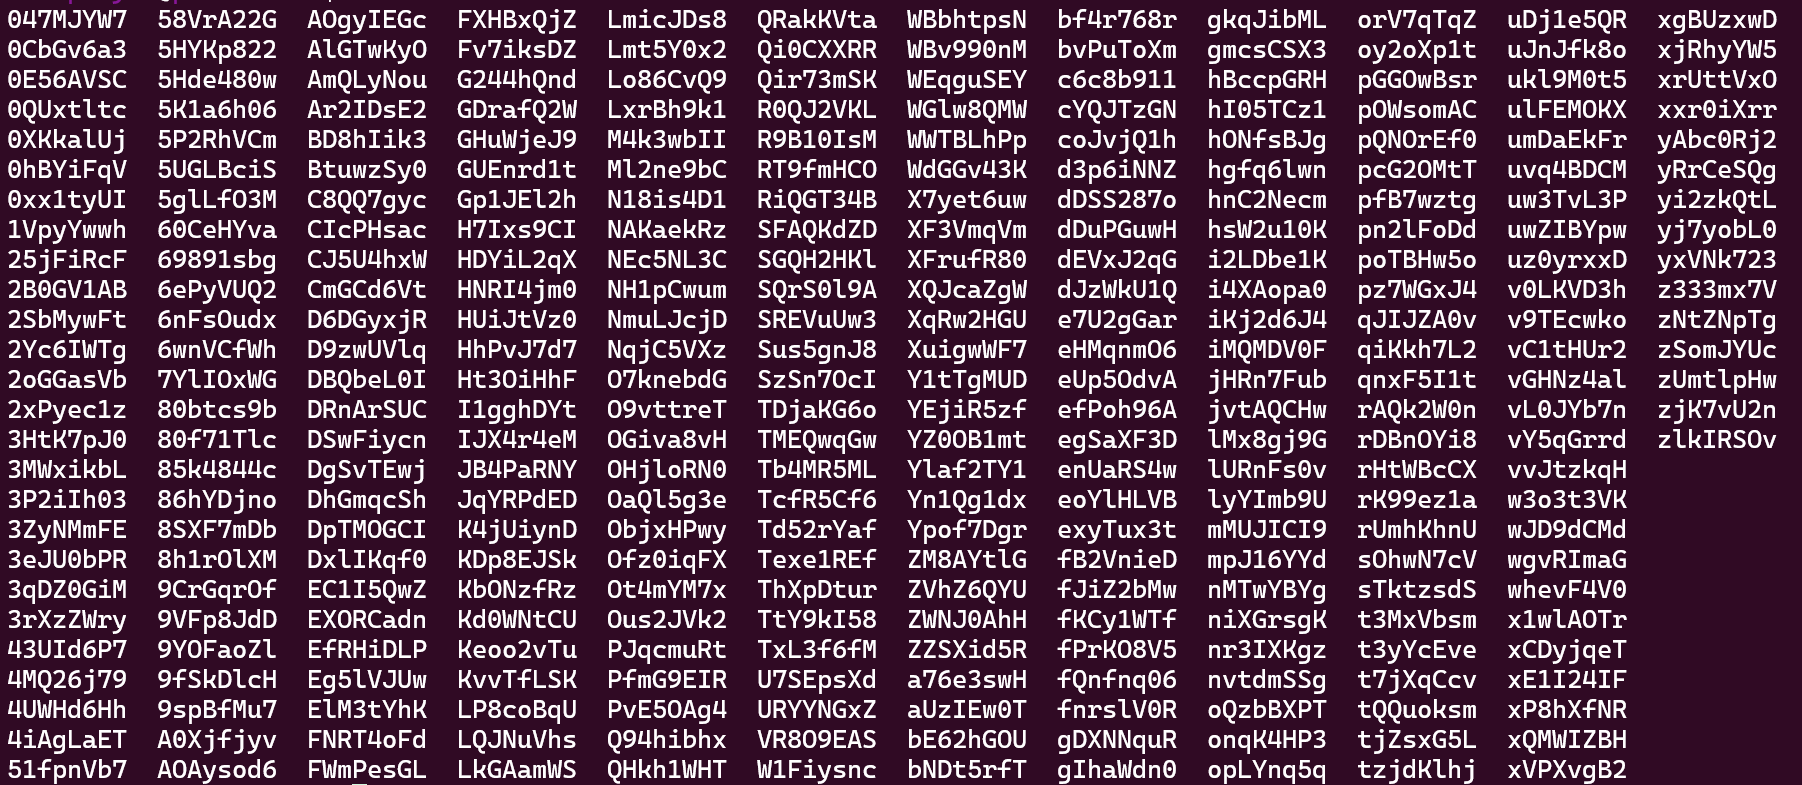 047MJYW7 58VrA22G AOgyIEGc FXHBxQjZ LmicJDs8 QRakKVta WBbhtpsN bf4r768r gkqJibML orV7qTqZ uDj1e5QR xgBUzxwD
0CbGv6a3 5HYKp822 AlGTwKyO Fv7iksDZ Lmt5Y0x2 Qi0CXXRR WBv990nM bvPuToXm gmcsCSX3 oy2oXp1t uJnJfk8o xjRhyYW5
0E56AVSC 5Hde480w AmQLyNou G244hQnd Lo86CvQ9 Qir73mSK WEqguSEY c6c8b911 hBccpGRH pGGOwBsr ukl9M0t5 xrUttVxO
0QUxtltc 5K1a6h06 Ar2IDsE2 GDrafQ2W LxrBh9k1 R0QJ2VKL WGlw8QMW cYQJTzGN hI05TCz1 pOWsomAC ulFEMOKX xxr0iXrr
0XKkalUj 5P2RhVCm BD8hIik3 GHuWjeJ9 M4k3wbII R9B10IsM WWTBLhPp coJvjQ1h hONfsBJg pQNOrEf0 umDaEkFr yAbc0Rj2
0hBYiFqV 5UGLBciS BtuwzSy0 GUEnrd1t Ml2ne9bC RT9fmHCO WdGGv43K d3p6iNNZ hgfq6lwn pcG2OMtT uvq4BDCM yRrCeSQg
0xx1tyUI 5glLfO3M C8QQ7gyc Gp1JEl2h N18is4D1 RiQGT34B X7yet6uw dDSS287o hnC2Necm pfB7wztg uw3TvL3P yi2zkQtL
1VpyYwwh 60CeHYva CIcPHsac H7Ixs9CI NAKaekRz SFAQKdZD XF3VmqVm dDuPGuwH hsW2u10K pn2lFoDd uwZIBYpw yj7yobL0
25jFiRcF 69891sbg CJ5U4hxW HDYiL2qX NEc5NL3C SGQH2HKl XFrufR80 dEVxJ2qG i2LDbe1K poTBHw5o uz0yrxxD yxVNk723
2B0GV1AB 6ePyVUQ2 CmGCd6Vt HNRI4jm0 NH1pCwum SQrS0l9A XQJcaZgW dJzWkU1Q i4XAopa0 pz7WGxJ4 v0LKVD3h z333mx7V
2SbMywFt 6nFsOudx D6DGyxjR HUiJtVz0 NmuLJcjD SREVuUw3 XqRw2HGU e7U2gGar iKj2d6J4 qJIJZA0v v9TEcwko zNtZNpTg
2Yc6IWTg 6wnVCfWh D9zwUVlq HhPvJ7d7 NqjC5VXz Sus5gnJ8 XuigwWF7 eHMqnmO6 iMQMDV0F qiKkh7L2 vC1tHUr2 zSomJYUc
2oGGasVb 7YlIOxWG DBQbeL0I Ht3OiHhF O7knebdG SzSn7OcI Y1tTgMUD eUp5OdvA jHRn7Fub qnxF5I1t vGHNz4al zUmtlpHw
2xPyec1z 80btcs9b DRnArSUC I1gghDYt O9vttreT TDjaKG6o YEjiR5zf efPoh96A jvtAQCHw rAQk2W0n vL0JYb7n zjK7vU2n
3HtK7pJ0 80f71Tlc DSwFiycn IJX4r4eM OGiva8vH TMEQwqGw YZ0OB1mt egSaXF3D lMx8gj9G rDBnOYi8 vY5qGrrd zlkIRSOv
3MWxikbL 85k4844c DgSvTEwj JB4PaRNY OHjloRN0 Tb4MR5ML Ylaf2TY1 enUaRS4w lURnFs0v rHtWBcCX vvJtzkqH
3P2iIh03 86hYDjno DhGmqcSh JqYRPdED OaQl5g3e TcfR5Cf6 Yn1Qg1dx eoYlHLVB lyYImb9U rK99ez1a w3o3t3VK
3ZyNMmFE 8SXF7mDb DpTMOGCI K4jUiynD ObjxHPwy Td52rYaf Ypof7Dgr exyTux3t mMUJICI9 rUmhKhnU wJD9dCMd
3eJU0bPR 8h1rOlXM DxlIKqf0 KDp8EJSk Ofz0iqFX Texe1REf ZM8AYtlG fB2VnieD mpJ16YYd sOhwN7cV wgvRImaG
3qDZ0GiM 9CrGqrOf EC1I5QwZ KbONzfRz Ot4mYM7x ThXpDtur ZVhZ6QYU fJiZ2bMw nMTwYBYg sTktzsdS whevF4V0
3rXzZWry 9VFp8JdD EXORCadn Kd0WNtCU Ous2JVk2 TtY9kI58 ZWNJ0AhH fKCy1WTf niXGrsgK t3MxVbsm x1wlAOTr
43UId6P7 9YOFaoZl EfRHiDLP Keoo2vTu PJqcmuRt TxL3f6fM ZZSXid5R fPrKO8V5 nr3IXKgz t3yYcEve xCDyjqeT
4MQ26j79 9fSkDlcH Eg5lVJUw KvvTfLSK PfmG9EIR U7SEpsXd a76e3swH fQnfnq06 nvtdmSSg t7jXqCcv xE1I24IF
4UWHd6Hh 9spBfMu7 ElM3tYhK LP8coBqU PvE5OAg4 URYYNGxZ aUzIEw0T fnrslV0R oQzbBXPT tQQuoksm xP8hXfNR
4iAgLaET A0Xjfjyv FNRT4oFd LQJNuVhs Q94hibhx VR8O9EAS bE62hGOU gDXNNquR onqK4HP3 tjZsxG5L xQMWIZBH
51fpnVb7 AOAysod6 FWmPesGL LkGAamWS QHkh1WHT W1Fiysnc bNDt5rfT gIhaWdn0 opLYnq5q tzjdKlhj xVPXvgB2